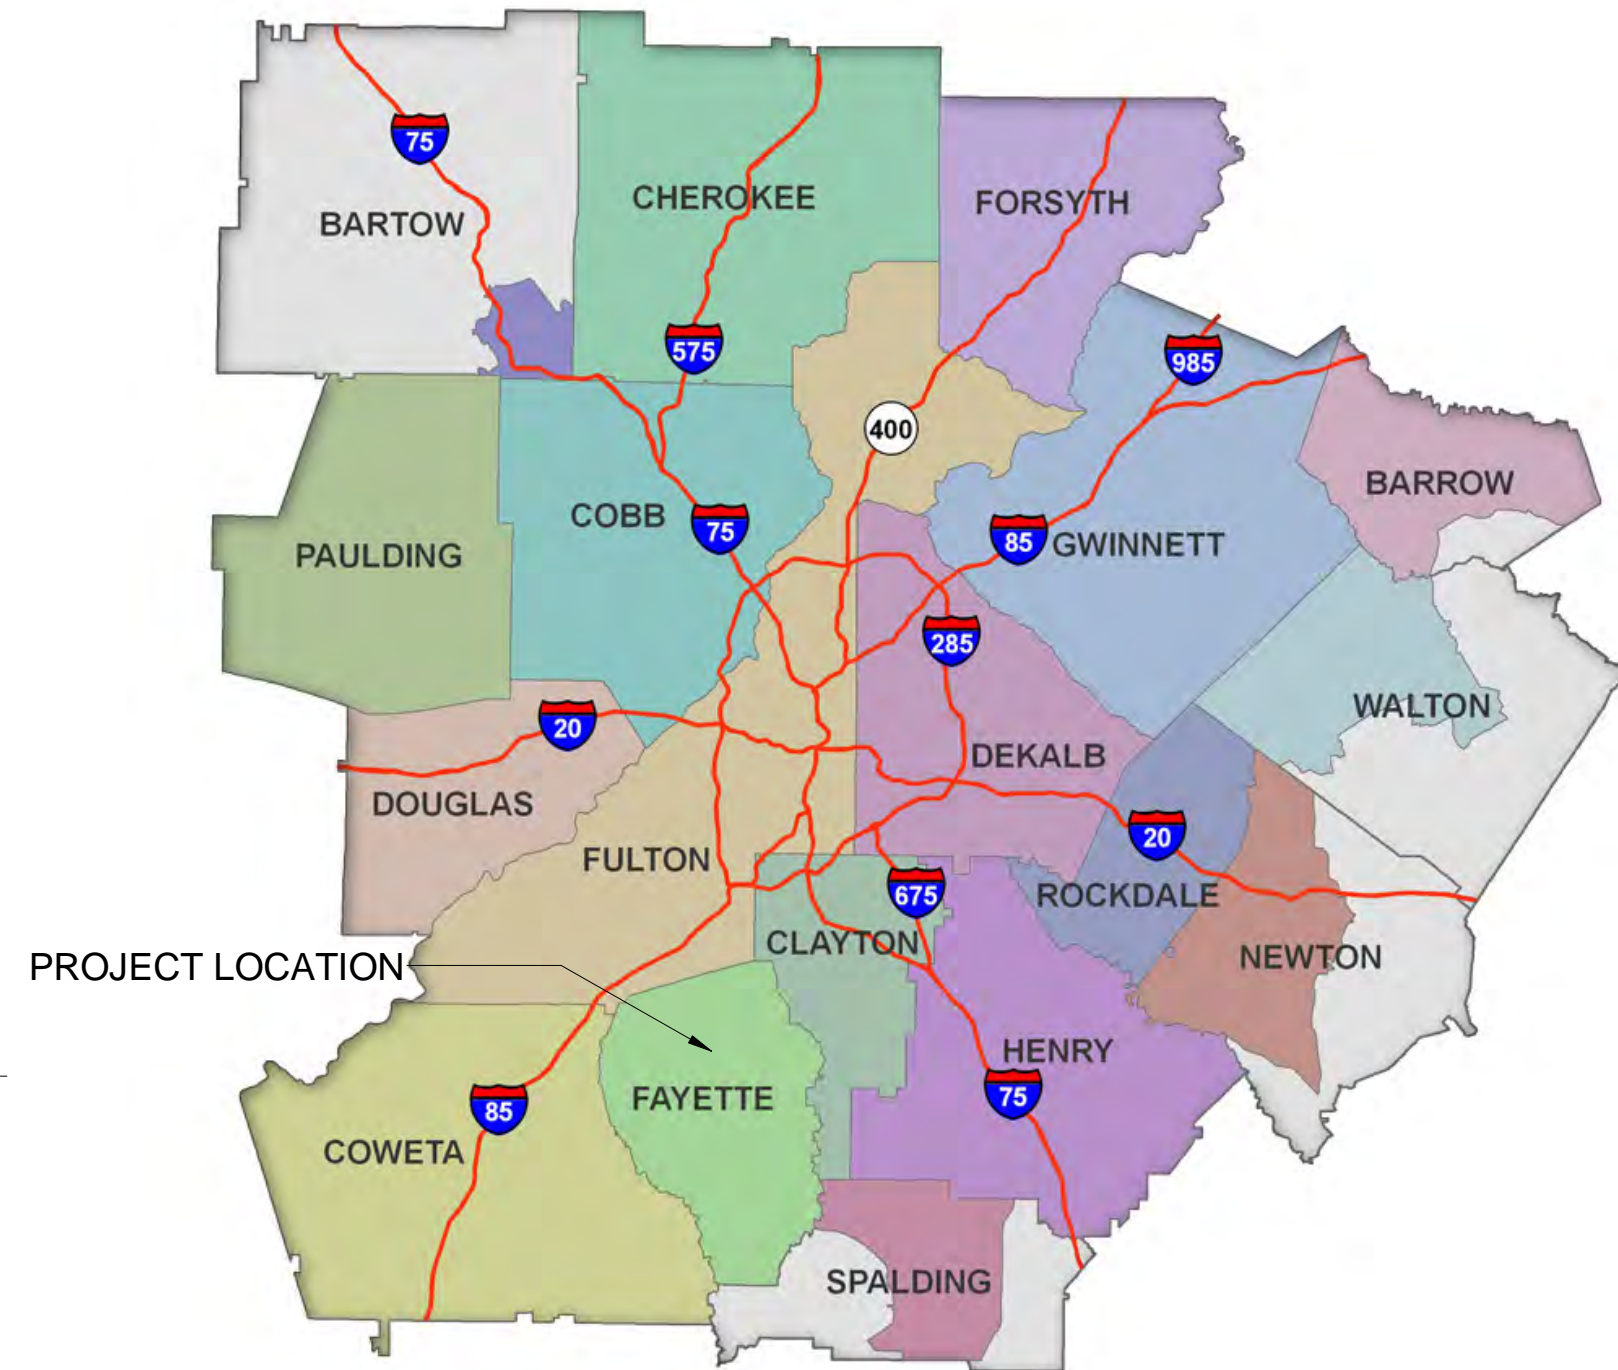 75
CHEROKEE
FORSYTH
BARTOW
575
985
400
BARROW
COBB
75
85
GWINNETT
PAULDING
285
WALTON
20
DEKALB
DOUGLAS
20
FULTON
675
ROCKDALE
CLAYTON
NEWTON
PROJECT LOCATION
HENRY
75
FAYETTE
85
COWETA
SPALDING